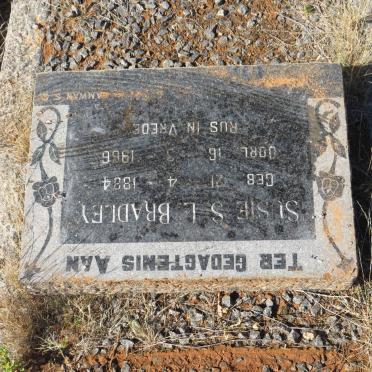 TER GEDAGTENIS AAN
SUSIE S. L. BRADLEY
GEB 21 - 4 - 1884
OORL 16 - 3 - 1966
RUS IN VREDE